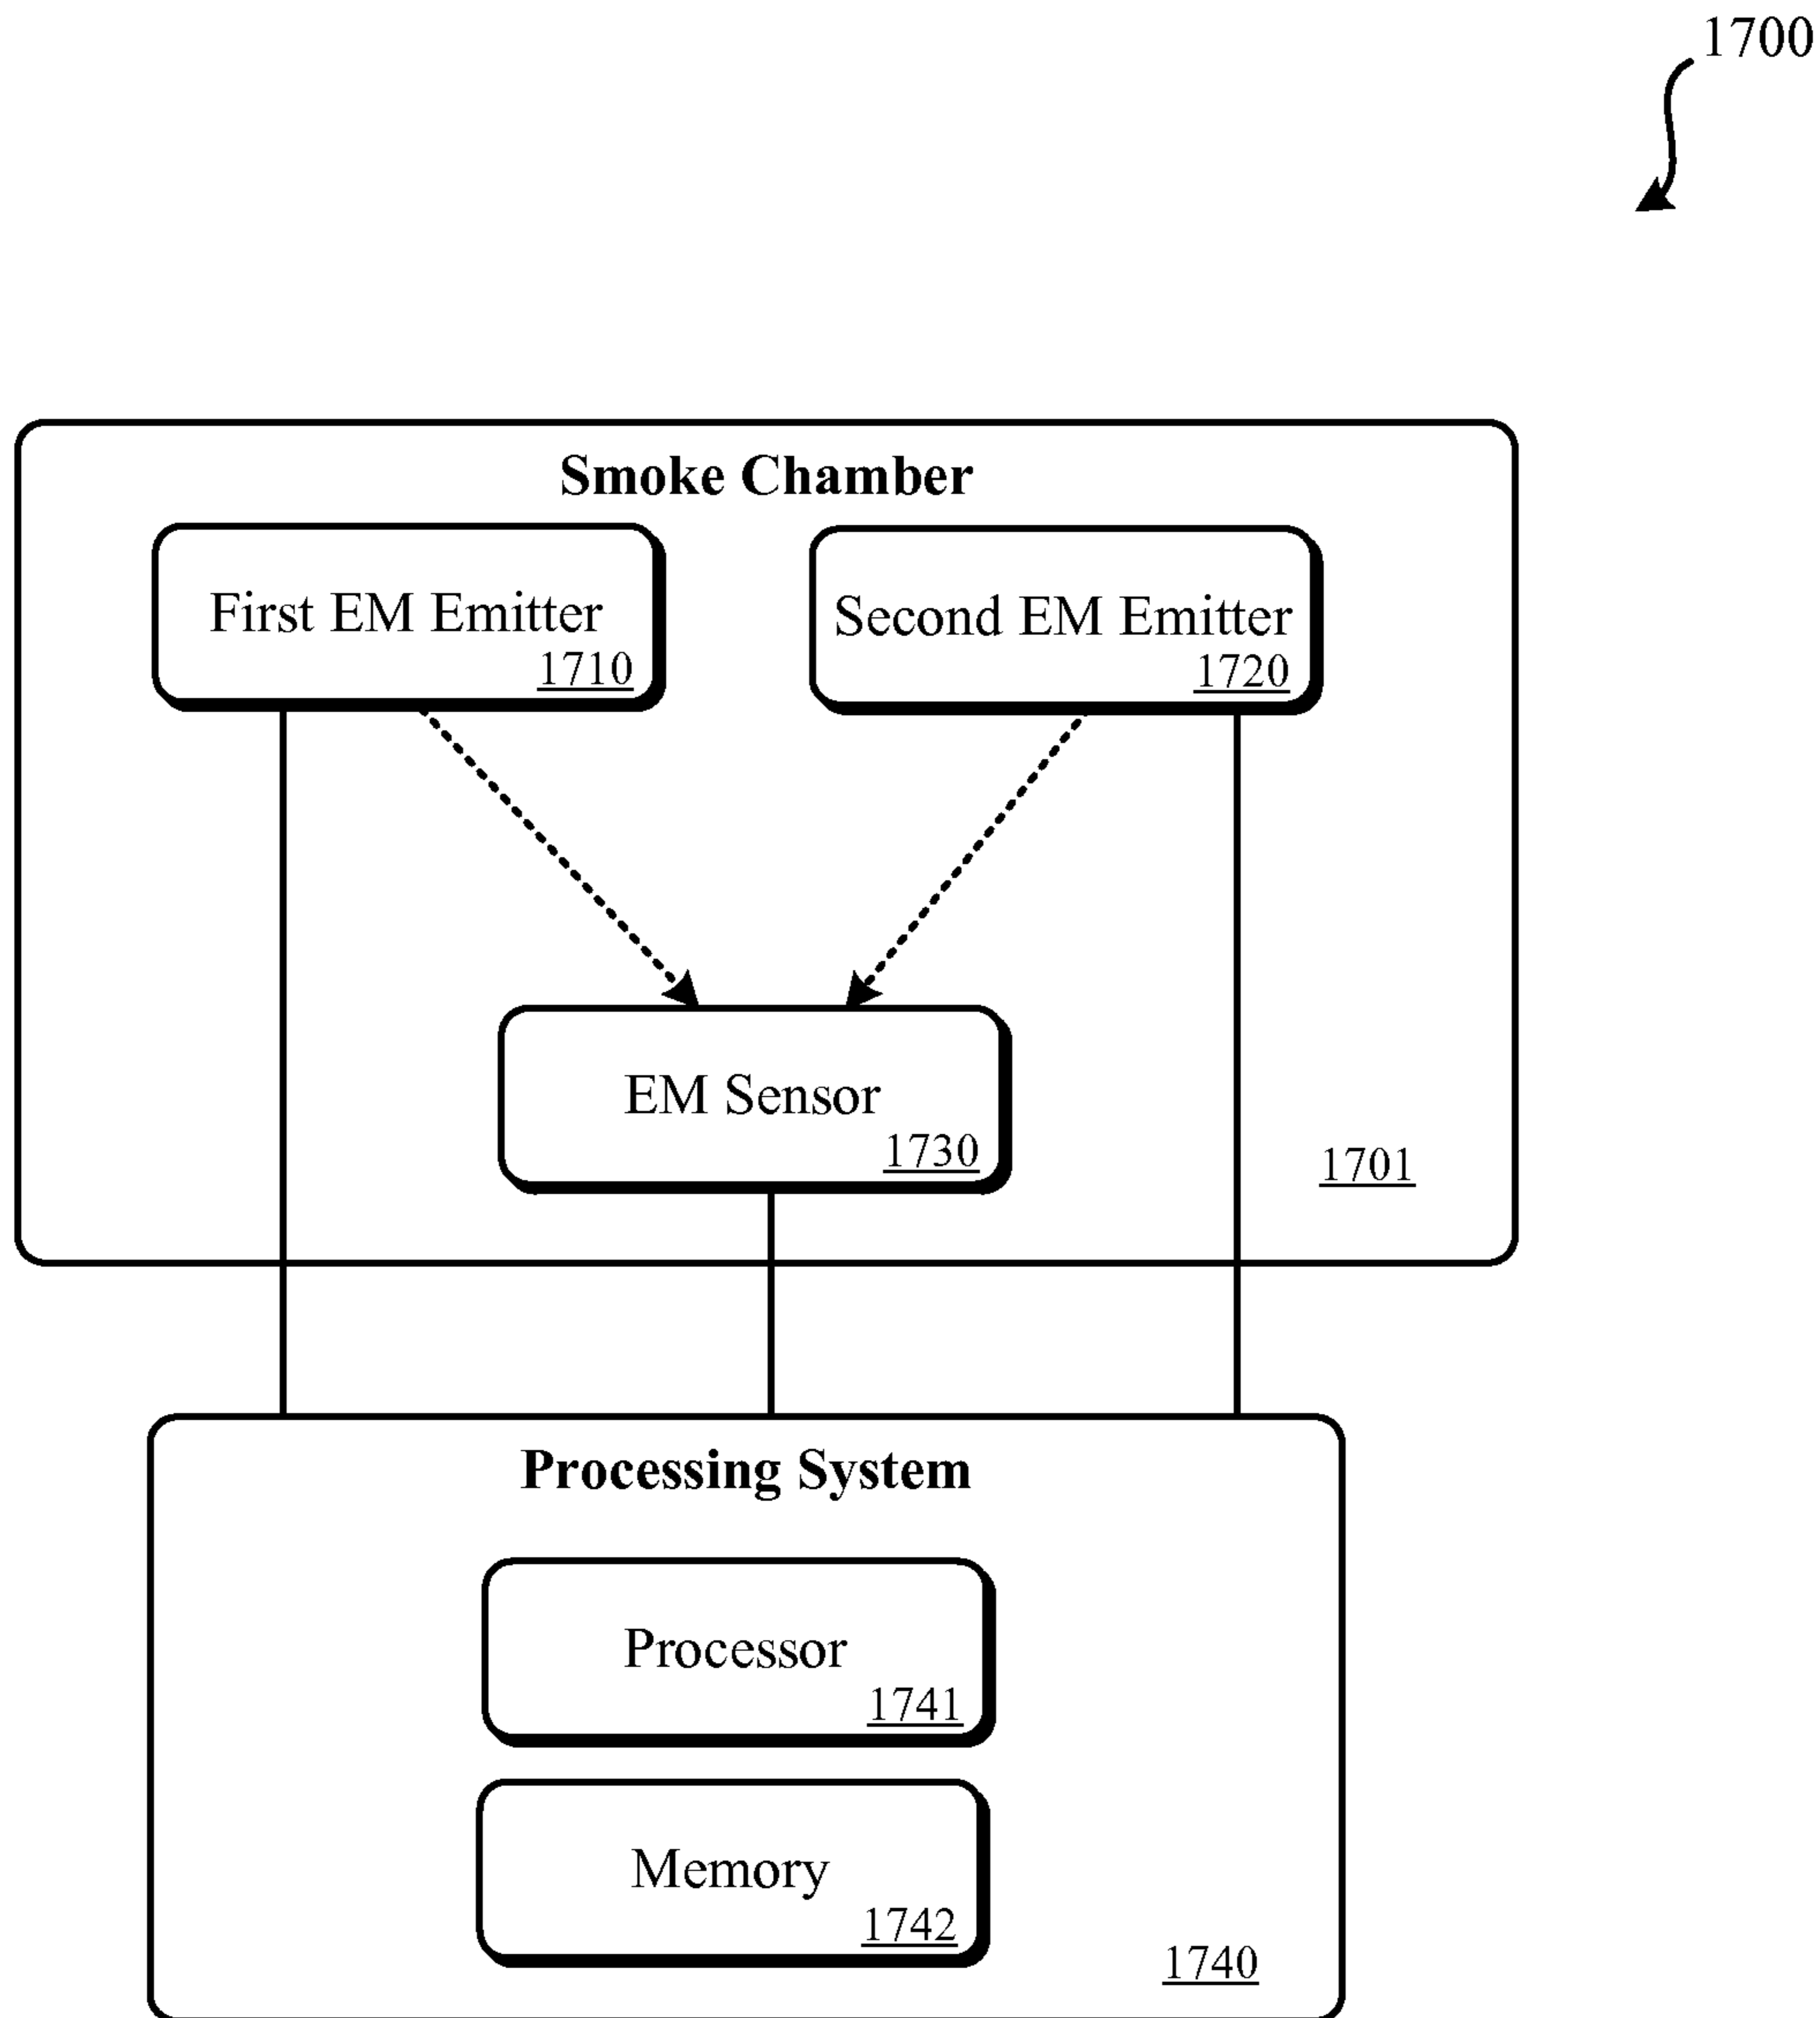 1700
Smoke Chamber
First EM Emitter
1710
Second EM Emitter
1720
EM Sensor
1730
1701
Processing System
Processor
1741
Memory
1742
1740